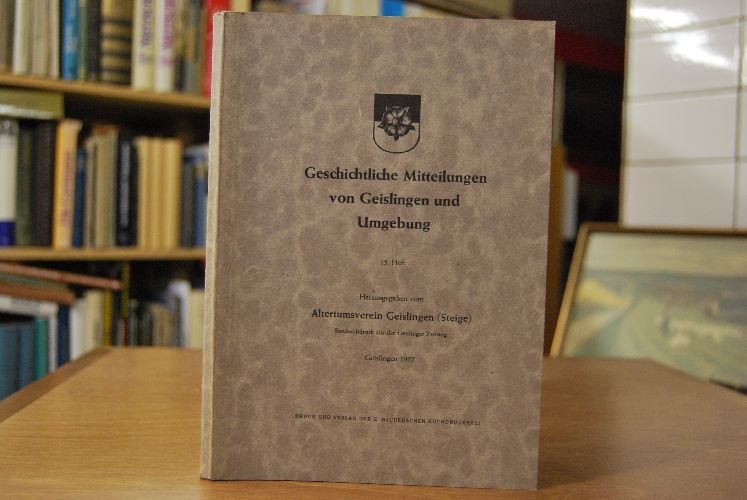 Geschichtliche Mitteilungen
von Geislingen und
Umgebung
15. Heft
Herausgegeben vom
Altertumsverein Geislingen (Steige)
Sonderabdruck aus der Geislinger Zeitung
Geislingen 1957
DRUCK UND VERLAG DER C. MAURERSCHEN BUCHDRUCKEREI